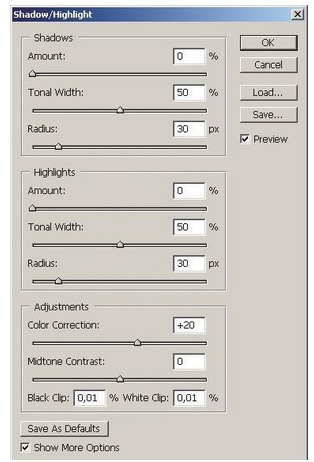 Shadow/Highlight
Shadows
Amount: 0 %
Tonal Width: 50 %
Radius: 30 px
Highlights
Amount: 0 %
Tonal Width: 50 %
Radius: 30 px
Adjustments
Color Correction: +20
Midtone Contrast: 0
Black Clip: 0,01 % White Clip: 0,01 %
Save As Defaults
Show More Options
OK
Cancel
Load...
Save...
Preview